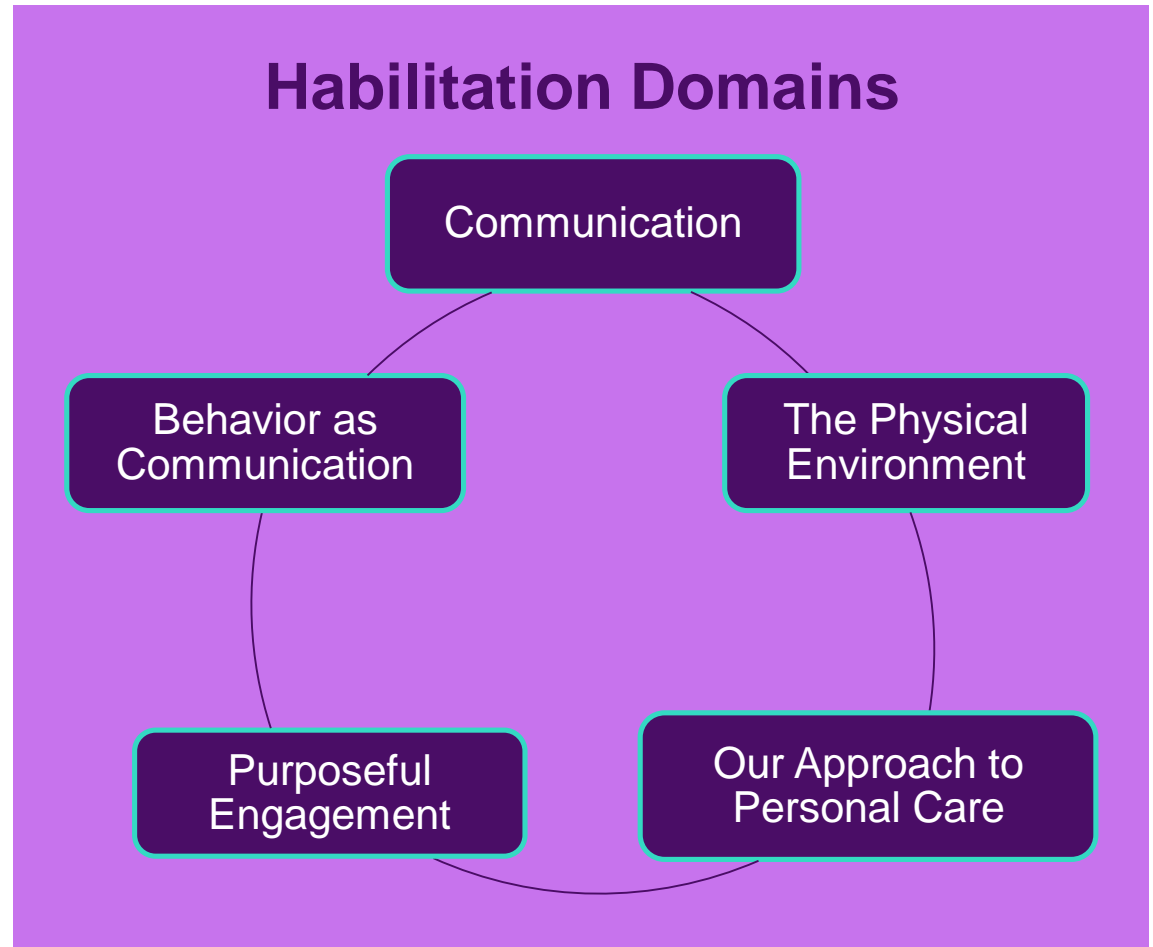 Habilitation Domains
Communication
The Physical
Environment
Our Approach to
Personal Care
Purposeful
Engagement
Behavior as
Communication